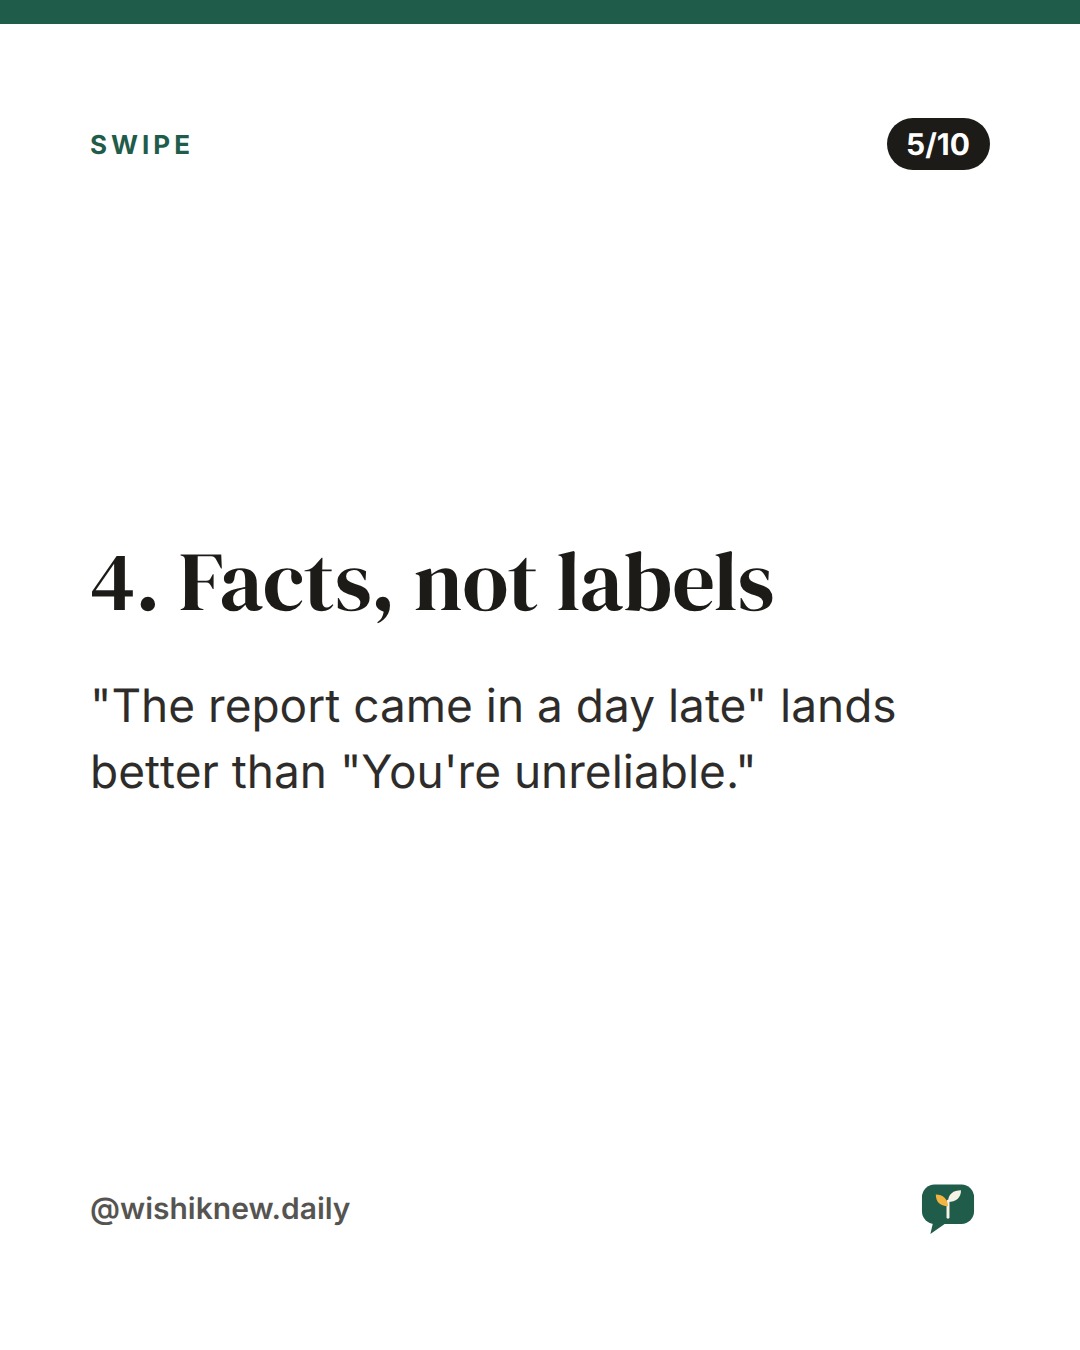 SWIPE
5/10
4. Facts, not labels
"The report came in a day late" lands
better than "You're unreliable."
@wishiknew.daily